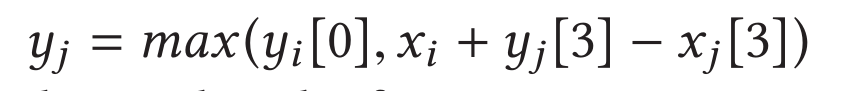 y_j = max(y_i[0], x_i + y_j[3] − x_j[3])